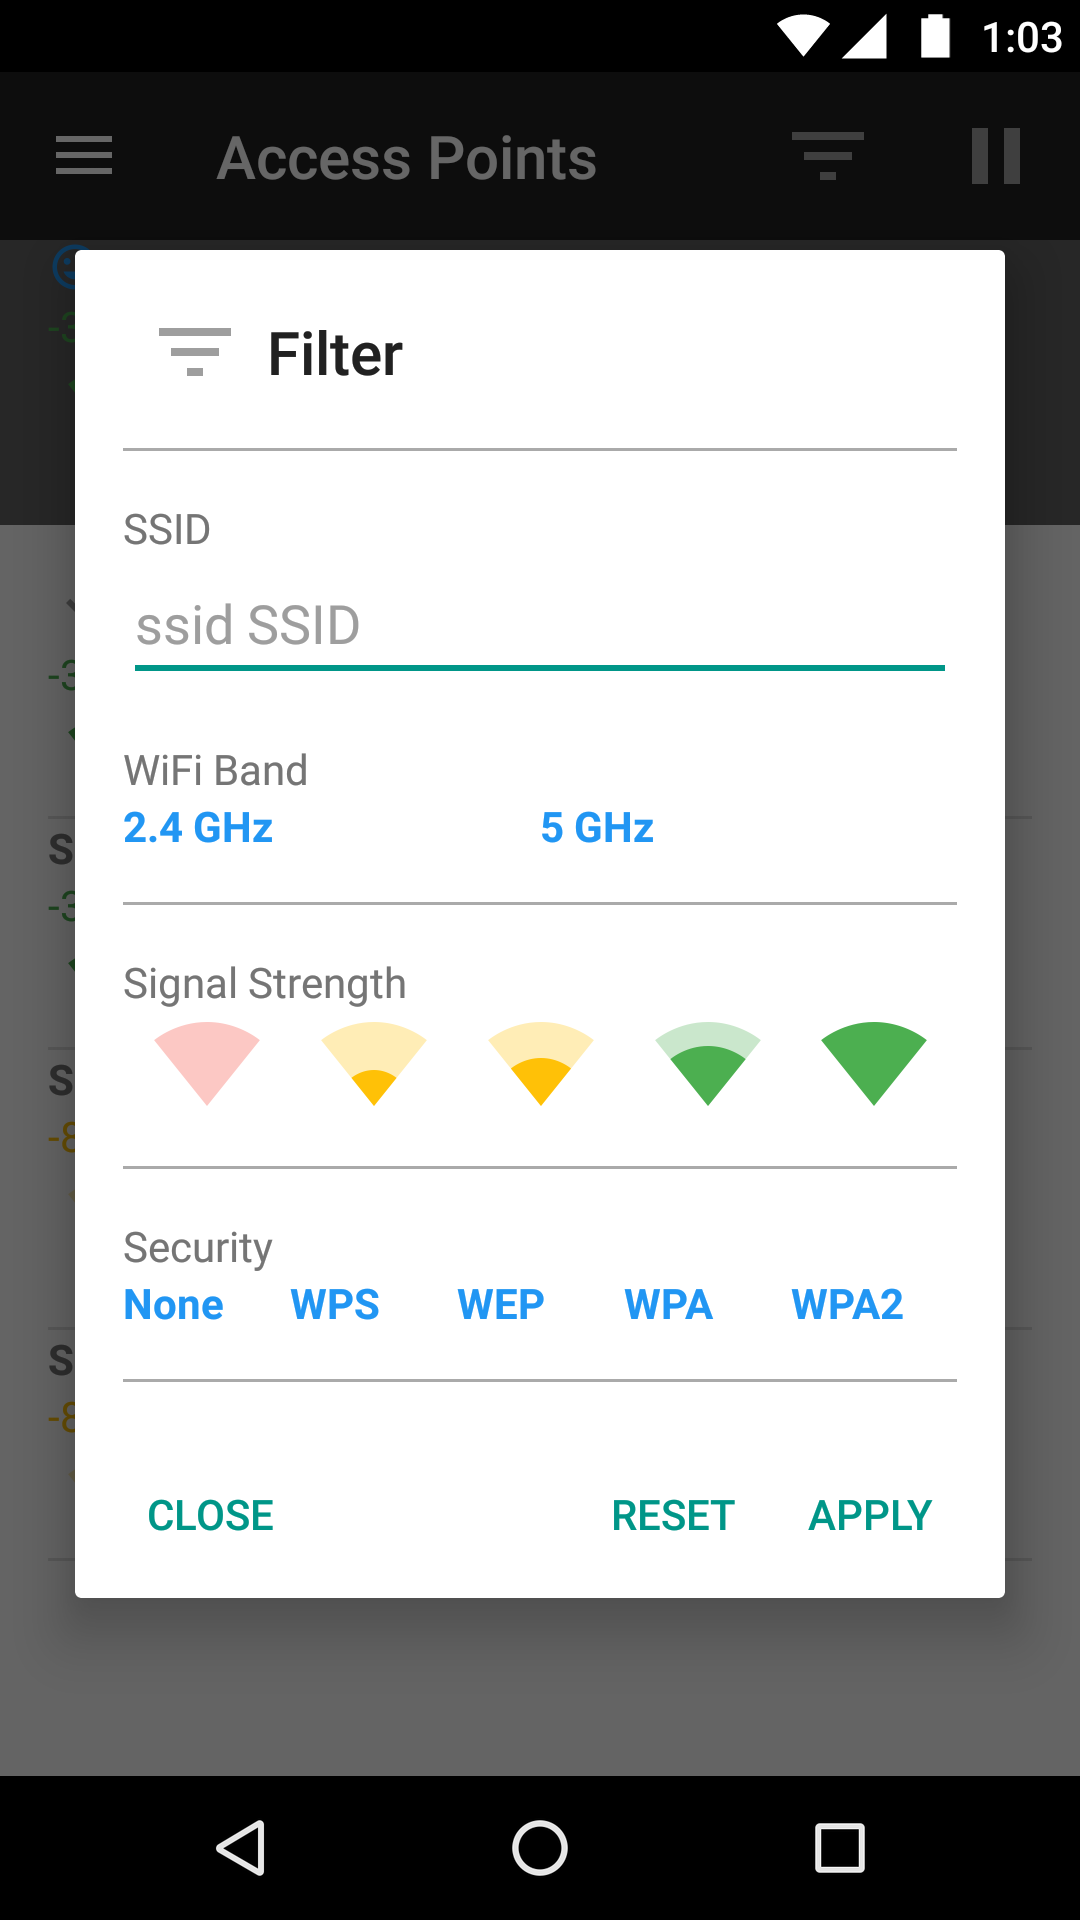 1:03
Access Points
Filter
SSID
ssid SSID
WiFi Band
2.4 GHz 5 GHz
Signal Strength
Security
None WPS WEP WPA WPA2
CLOSE RESET APPLY